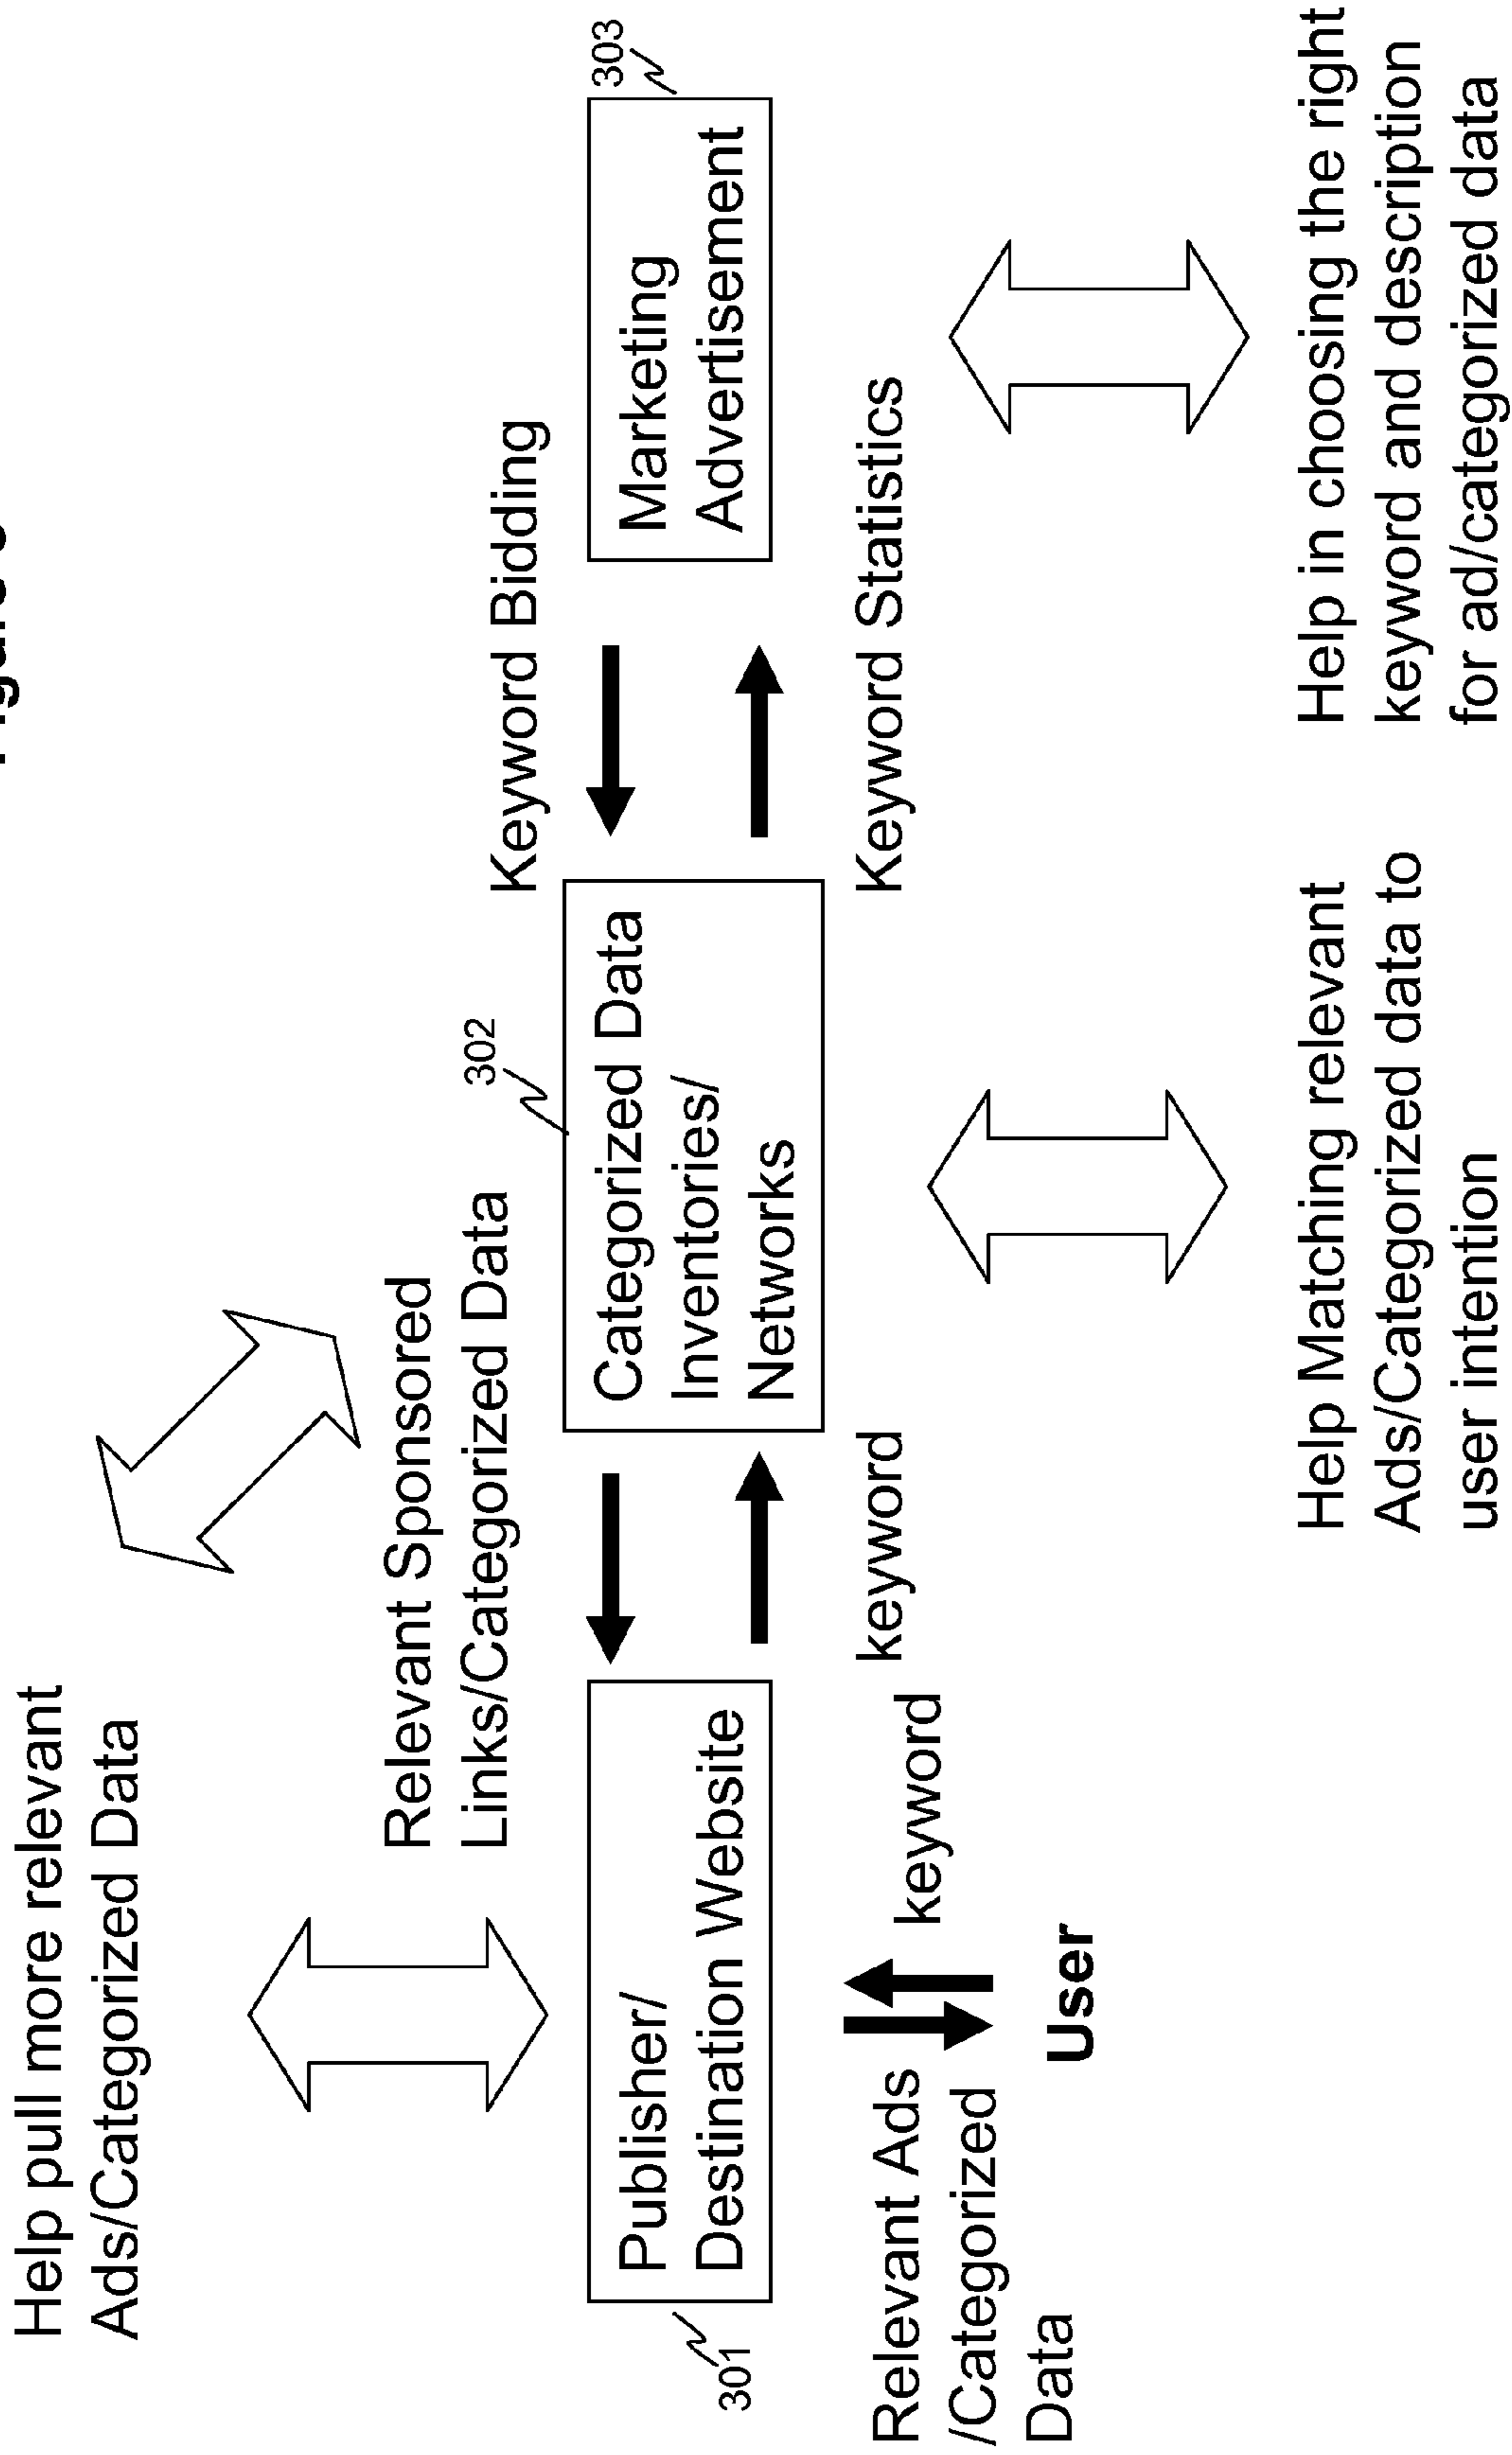 Help pull more relevant
Ads/Categorized Data
Relevant Sponsored
Links/Categorized Data
302
Keyword Bidding
303
301
Publisher/
Destination Website
Categorized Data
Inventories/
Networks
Marketing
Advertisement
Relevant Ads
/Categorized
Data
keyword
User
keyword
Keyword Statistics
Help Matching relevant
Ads/Categorized data to
user intention
Help in choosing the right
keyword and description
for ad/categorized data